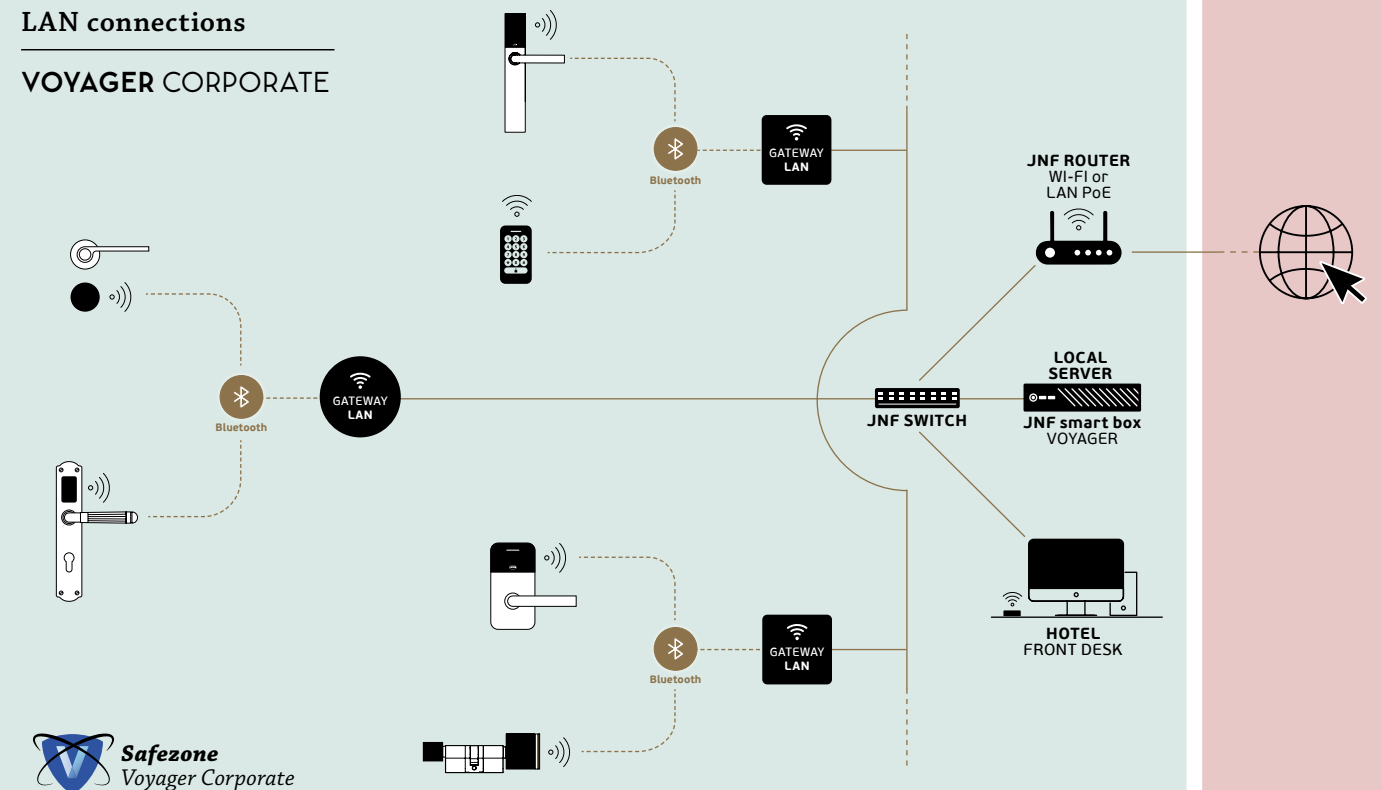 LAN connections
VOYAGER CORPORATE
GATEWAY
LAN
Bluetooth
JNF ROUTER
WI-FI or
LAN PoE
GATEWAY
LAN
Bluetooth
LOCAL
SERVER
JNF SWITCH
JNF smart box
VOYAGER
GATEWAY
LAN
Bluetooth
HOTEL
FRONT DESK
Safezone
Voyager Corporate